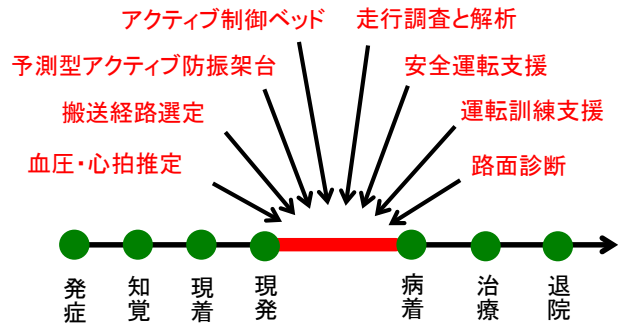 アクティブ制御ベッド
走行調査と解析
予測型アクティブ防振架台
安全運転支援
搬送経路選定
運転訓練支援
血圧・心拍推定
路面診断
発症
知覚
現着
現発
病着
治療
退院